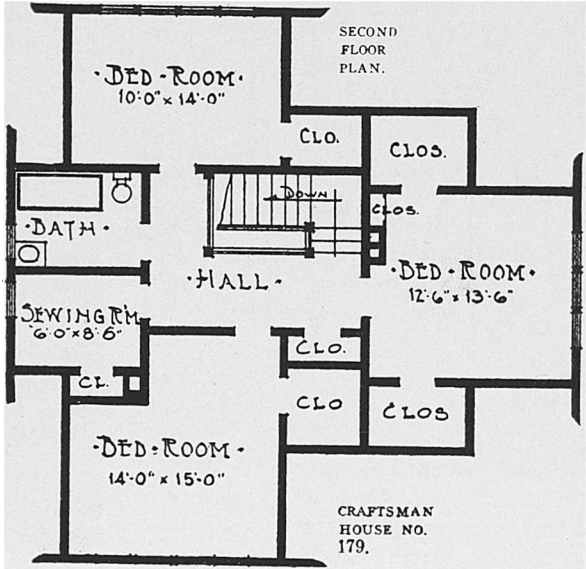 SECOND
FLOOR
PLAN.
·BED-ROOM·
10'-0" x 14'-0"
CLO.
CLOS.
DOWN
CLOS.
·BATH·
·HALL·
·BED-ROOM·
12'-6" x 13'-6"
SEWING R'M
6'-0" x 8'-6"
CLO.
CL.
CLO
CLOS
·BED-ROOM·
14'-0" x 15'-0"
CRAFTSMAN
HOUSE NO.
179.